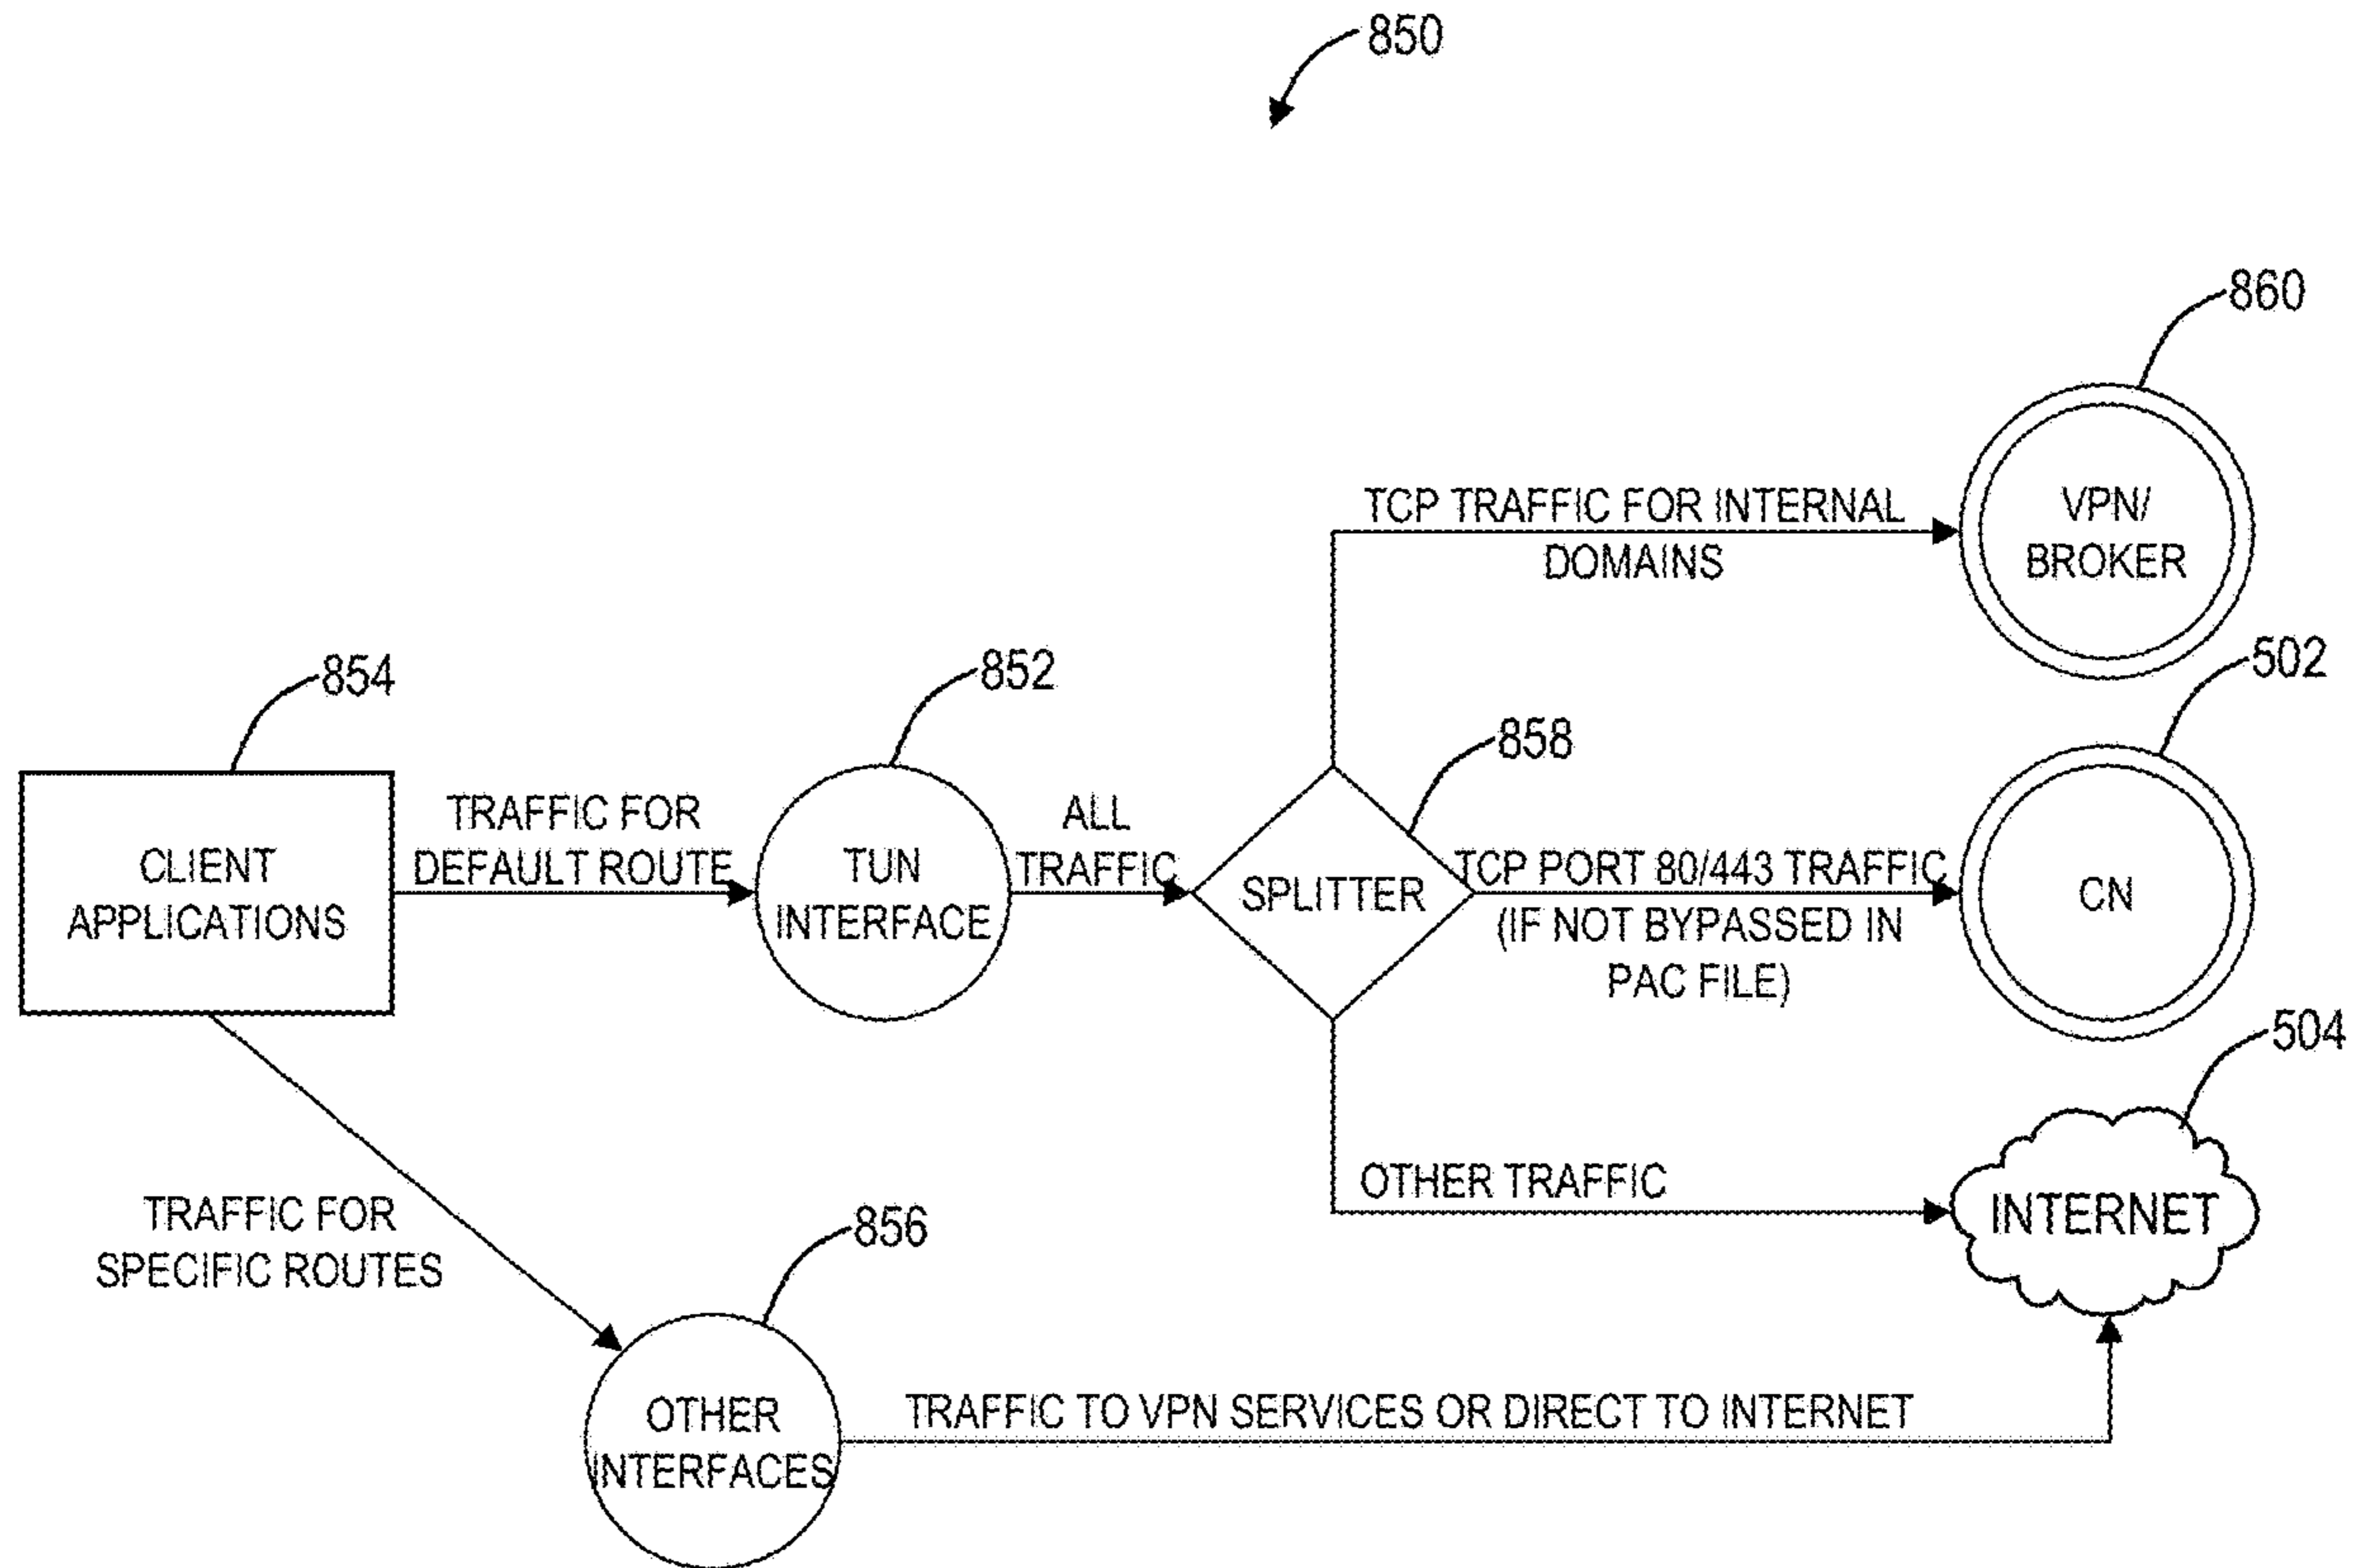 850
860
VPN/
BROKER
TCP TRAFFIC FOR INTERNAL
DOMAINS
502
854
852
858
CLIENT
APPLICATIONS
TRAFFIC FOR
DEFAULT ROUTE
TUN
INTERFACE
ALL
TRAFFIC
SPLITTER
TCP PORT 80/443 TRAFFIC
(IF NOT BYPASSED IN
PAC FILE)
CN
504
OTHER TRAFFIC
INTERNET
TRAFFIC FOR
SPECIFIC ROUTES
856
OTHER
INTERFACES
TRAFFIC TO VPN SERVICES OR DIRECT TO INTERNET